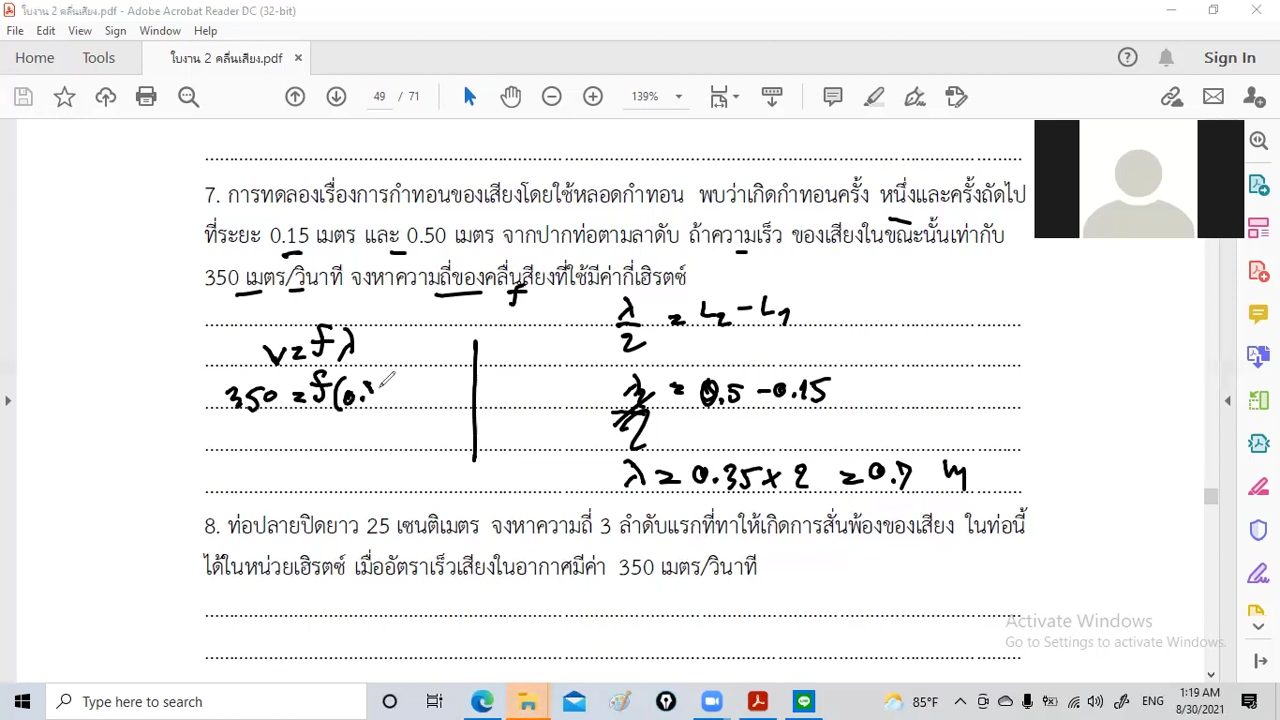 ใบงาน 2 คลื่นเสียง.pdf - Adobe Acrobat Reader DC (32-bit)
File Edit View Sign Window Help
Home Tools ใบงาน 2 คลื่นเสียง.pdf × Sign In
49 / 71 139%
7. การทดลองเรื่องการกำทอนของเสียงโดยใช้หลอดกำทอน พบว่าเกิดกำทอนครั้ง หนึ่งและครั้งถัดไป
ที่ระยะ 0.15 เมตร และ 0.50 เมตร จากปากท่อตามลาดับ ถ้าความเร็ว ของเสียงในขณะนั้นเท่ากับ
350 เมตร/วินาที จงหาความถี่ของคลื่นสียงที่ใช้มีค่ากี่เฮิรตซ์
f
λ/2 = L2 - L1
v = fλ
350 = f(0.
λ/2 = 0.5 - 0.15
λ = 0.35 x 2 = 0.7 m
8. ท่อปลายปิดยาว 25 เซนติเมตร จงหาความถี่ 3 ลำดับแรกที่ทาให้เกิดการสั่นพ้องของเสียง ในท่อนี้
ได้ในหน่วยเฮิรตซ์ เมื่ออัตราเร็วเสียงในอากาศมีค่า 350 เมตร/วินาที
Activate Windows
Go to Settings to activate Windows.
Type here to search
85°F ENG
1:19 AM
8/30/2021